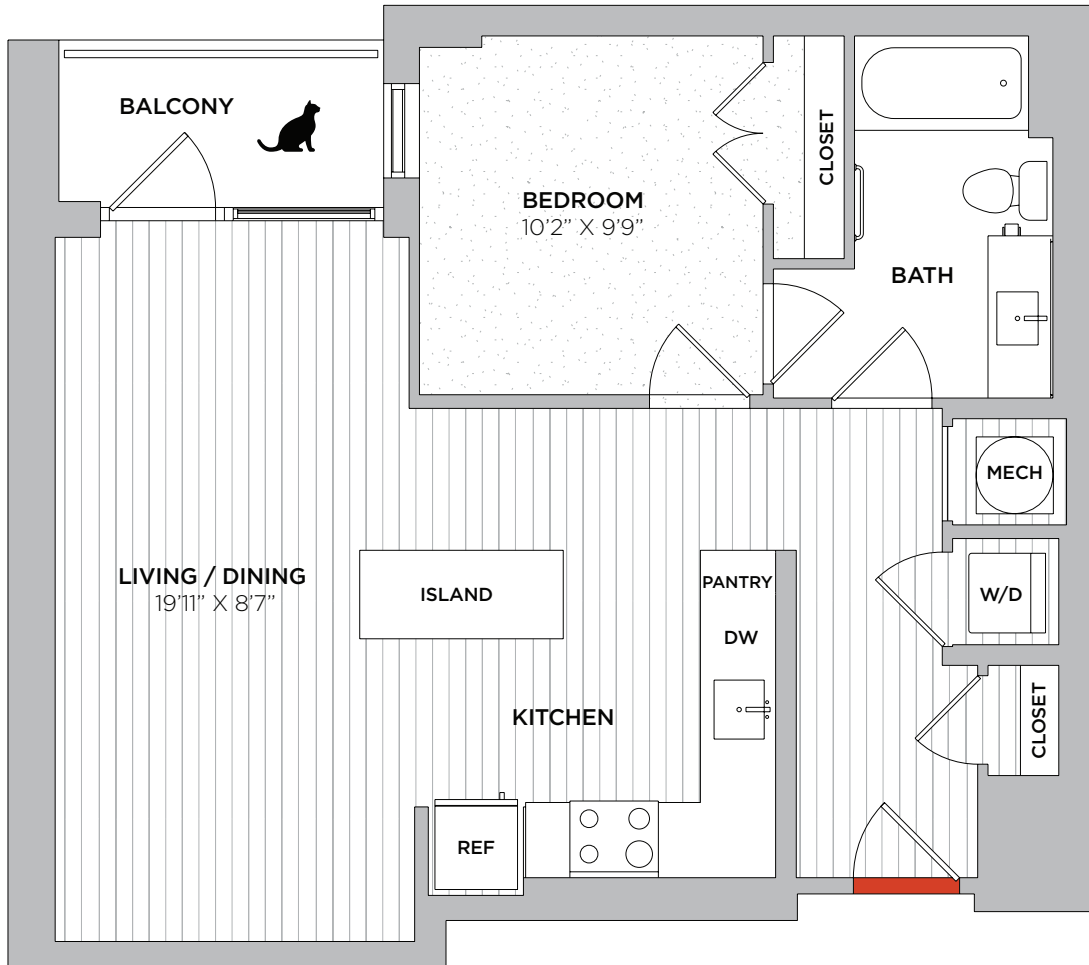 BALCONY
BEDROOM
10’2” X 9’9”
CLOSET
BATH
MECH
LIVING / DINING
19’11” X 8’7”
ISLAND
PANTRY
DW
W/D
KITCHEN
CLOSET
REF